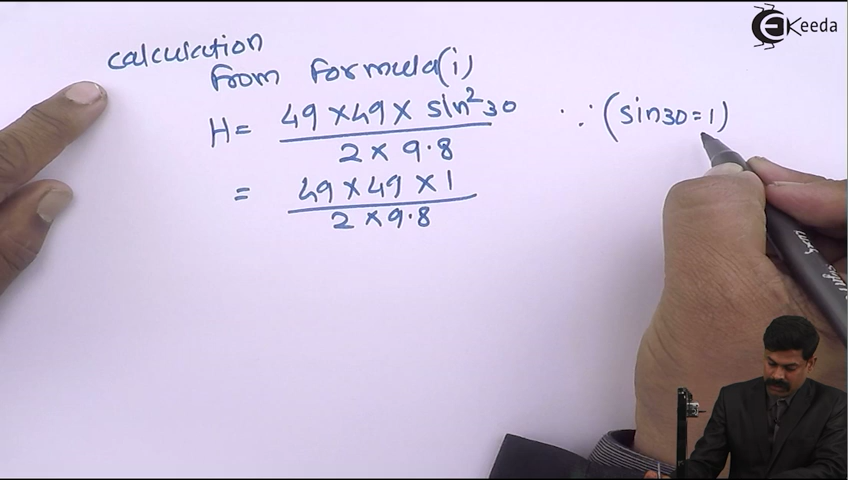 Ekeeda
calculation
From Formula(i)
H= 49×49× sin²30 / 2×9.8 ∵ (sin30=1)
= 49×49×1 / 2×9.8